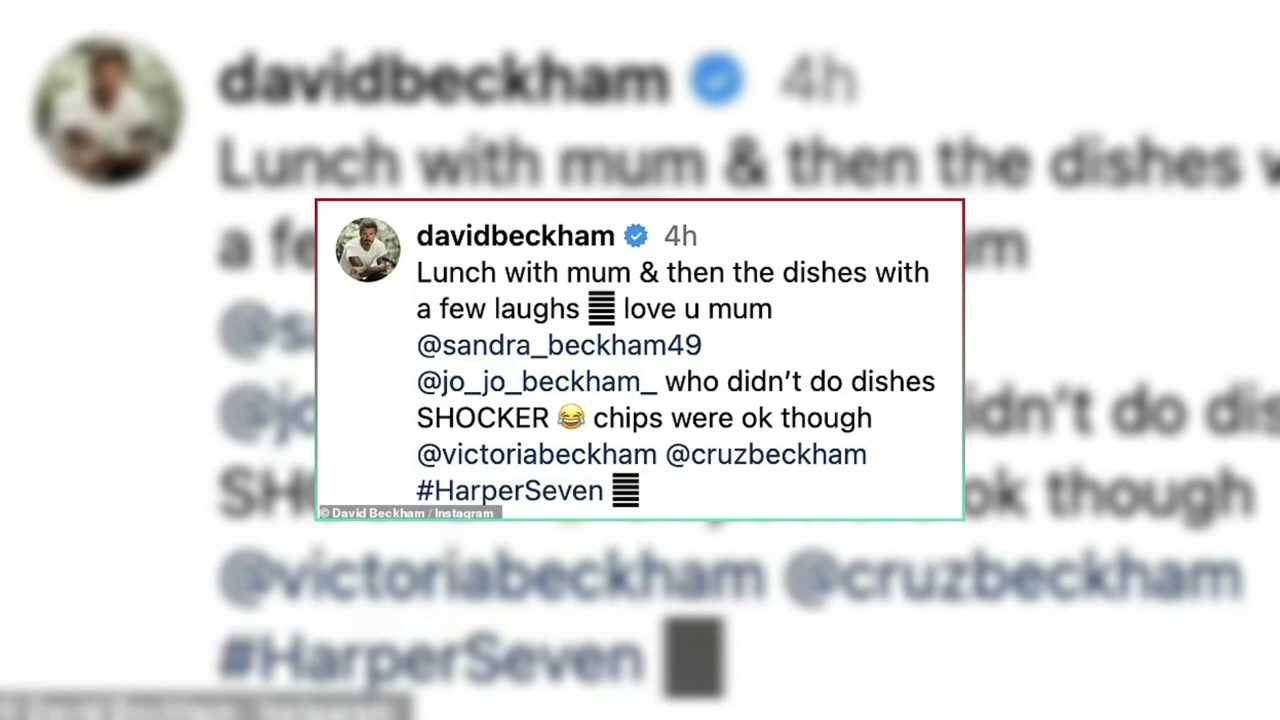 davidbeckham 4h
Lunch with mum & then the dishes with
a few laughs love u mum
@sandra_beckham49
@jo_jo_beckham_ who didn’t do dishes
SHOCKER 😂 chips were ok though
@victoriabeckham @cruzbeckham
#HarperSeven
© David Beckham / Instagram